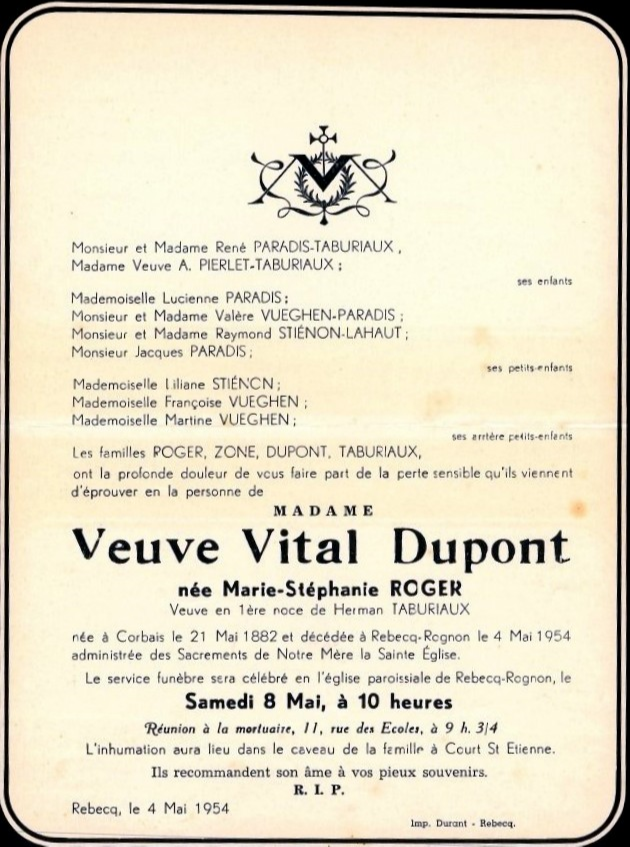 Monsieur et Madame René PARADIS-TABURIAUX,
Madame Veuve A. PIERLET-TABURIAUX ;
ses enfants
Mademoiselle Lucienne PARADIS ;
Monsieur et Madame Valère VUEGHEN-PARADIS ;
Monsieur et Madame Raymond STIÉNON-LAHAUT ;
Monsieur Jacques PARADIS ;
ses petits-enfants
Mademoiselle Liliane STIÉNON ;
Mademoiselle Françoise VUEGHEN ;
Mademoiselle Martine VUEGHEN ;
ses arrière petits-enfants
Les familles ROGER, ZONE, DUPONT, TABURIAUX,
ont la profonde douleur de vous faire part de la perte sensible qu'ils viennent
d'éprouver en la personne de
MADAME
Veuve Vital Dupont
née Marie-Stéphanie ROGER
Veuve en 1ère noce de Herman TABURIAUX
née à Corbais le 21 Mai 1882 et décédée à Rebecq-Rognon le 4 Mai 1954
administrée des Sacrements de Notre Mère la Sainte Église.
Le service funèbre sera célébré en l'église paroissiale de Rebecq-Rognon, le
Samedi 8 Mai, à 10 heures
Réunion à la mortuaire, 11, rue des Ecoles, à 9 h. 3/4
L'inhumation aura lieu dans le caveau de la famille à Court St Etienne.
Ils recommandent son âme à vos pieux souvenirs.
R. I. P.
Rebecq, le 4 Mai 1954
Imp. Durant - Rebecq.